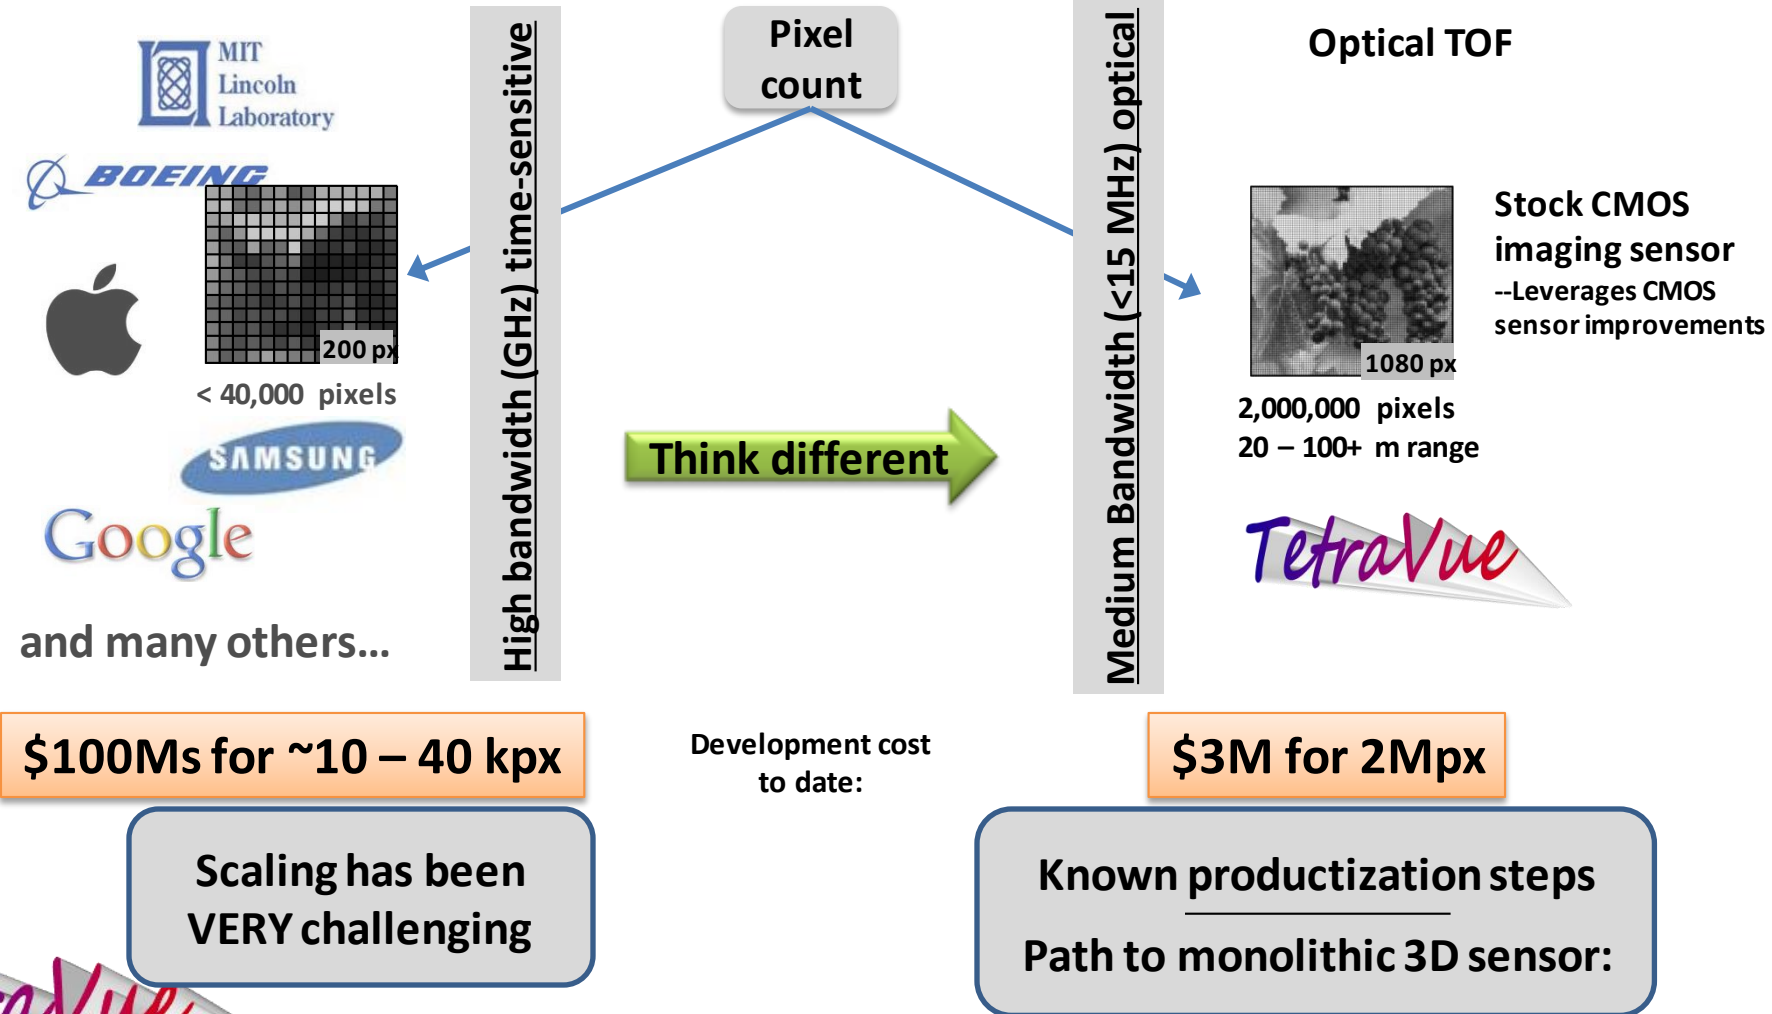 MIT
Lincoln
Laboratory
BOEING
200 px
< 40,000 pixels
SAMSUNG
Google
and many others...
High bandwidth (GHz) time-sensitive
Pixel
count
Think different
Medium Bandwidth (<15 MHz) optical
Optical TOF
1080 px
Stock CMOS
imaging sensor
--Leverages CMOS
sensor improvements
2,000,000 pixels
20 – 100+ m range
TetraVue
$100Ms for ~10 – 40 kpx
Development cost
to date:
$3M for 2Mpx
Scaling has been
VERY challenging
Known productization steps
Path to monolithic 3D sensor: